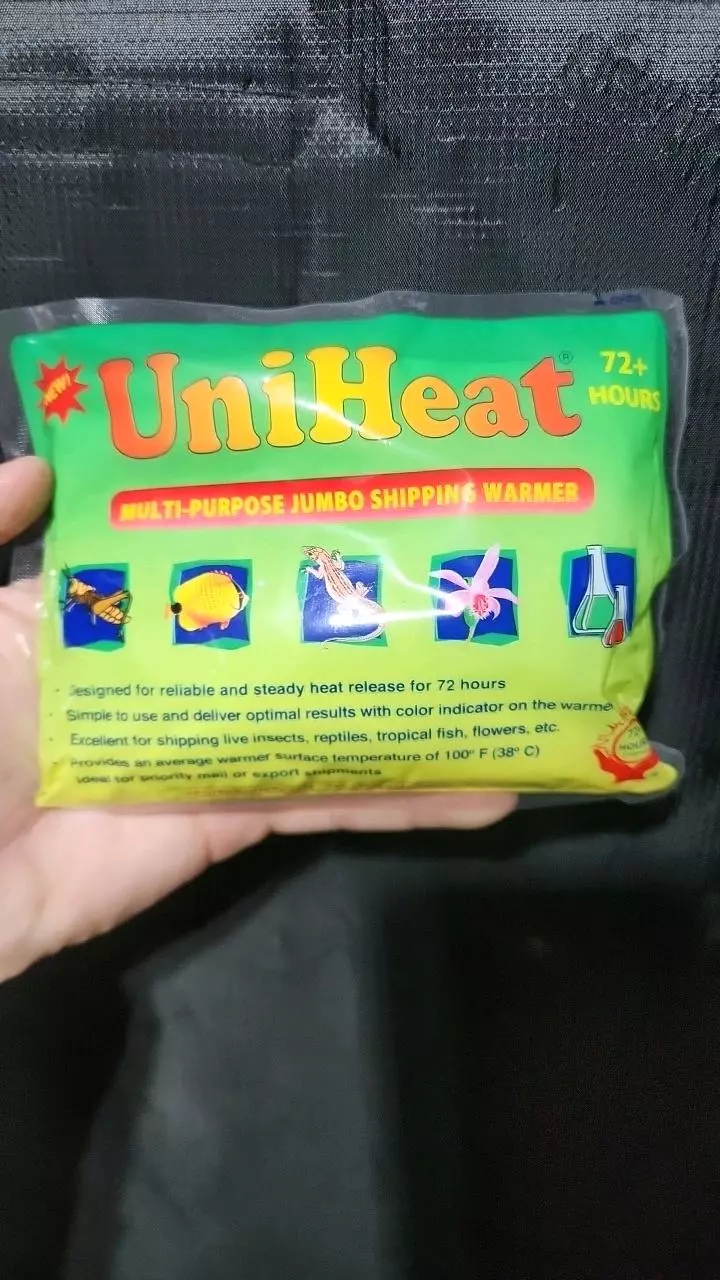 NEW!
UniHeat®
72+
HOURS
MULTI-PURPOSE JUMBO SHIPPING WARMER
· Designed for reliable and steady heat release for 72 hours
· Simple to use and deliver optimal results with color indicator on the warme
· Excellent for shipping live insects, reptiles, tropical fish, flowers, etc.
· Provides an average warmer surface temperature of 100° F (38° C)
Ideal for priority mail or export shipments
72+
HOUR